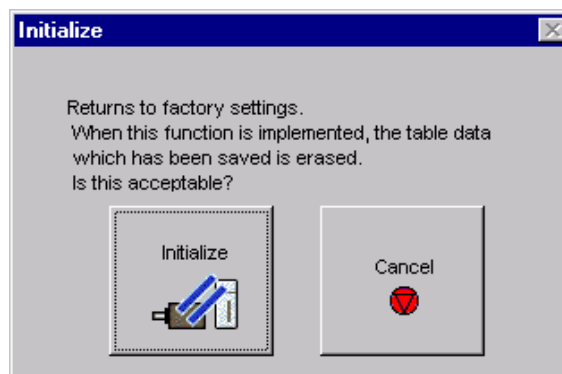 Initialize
Returns to factory settings.
When this function is implemented, the table data
which has been saved is erased.
Is this acceptable?
Initialize
Cancel